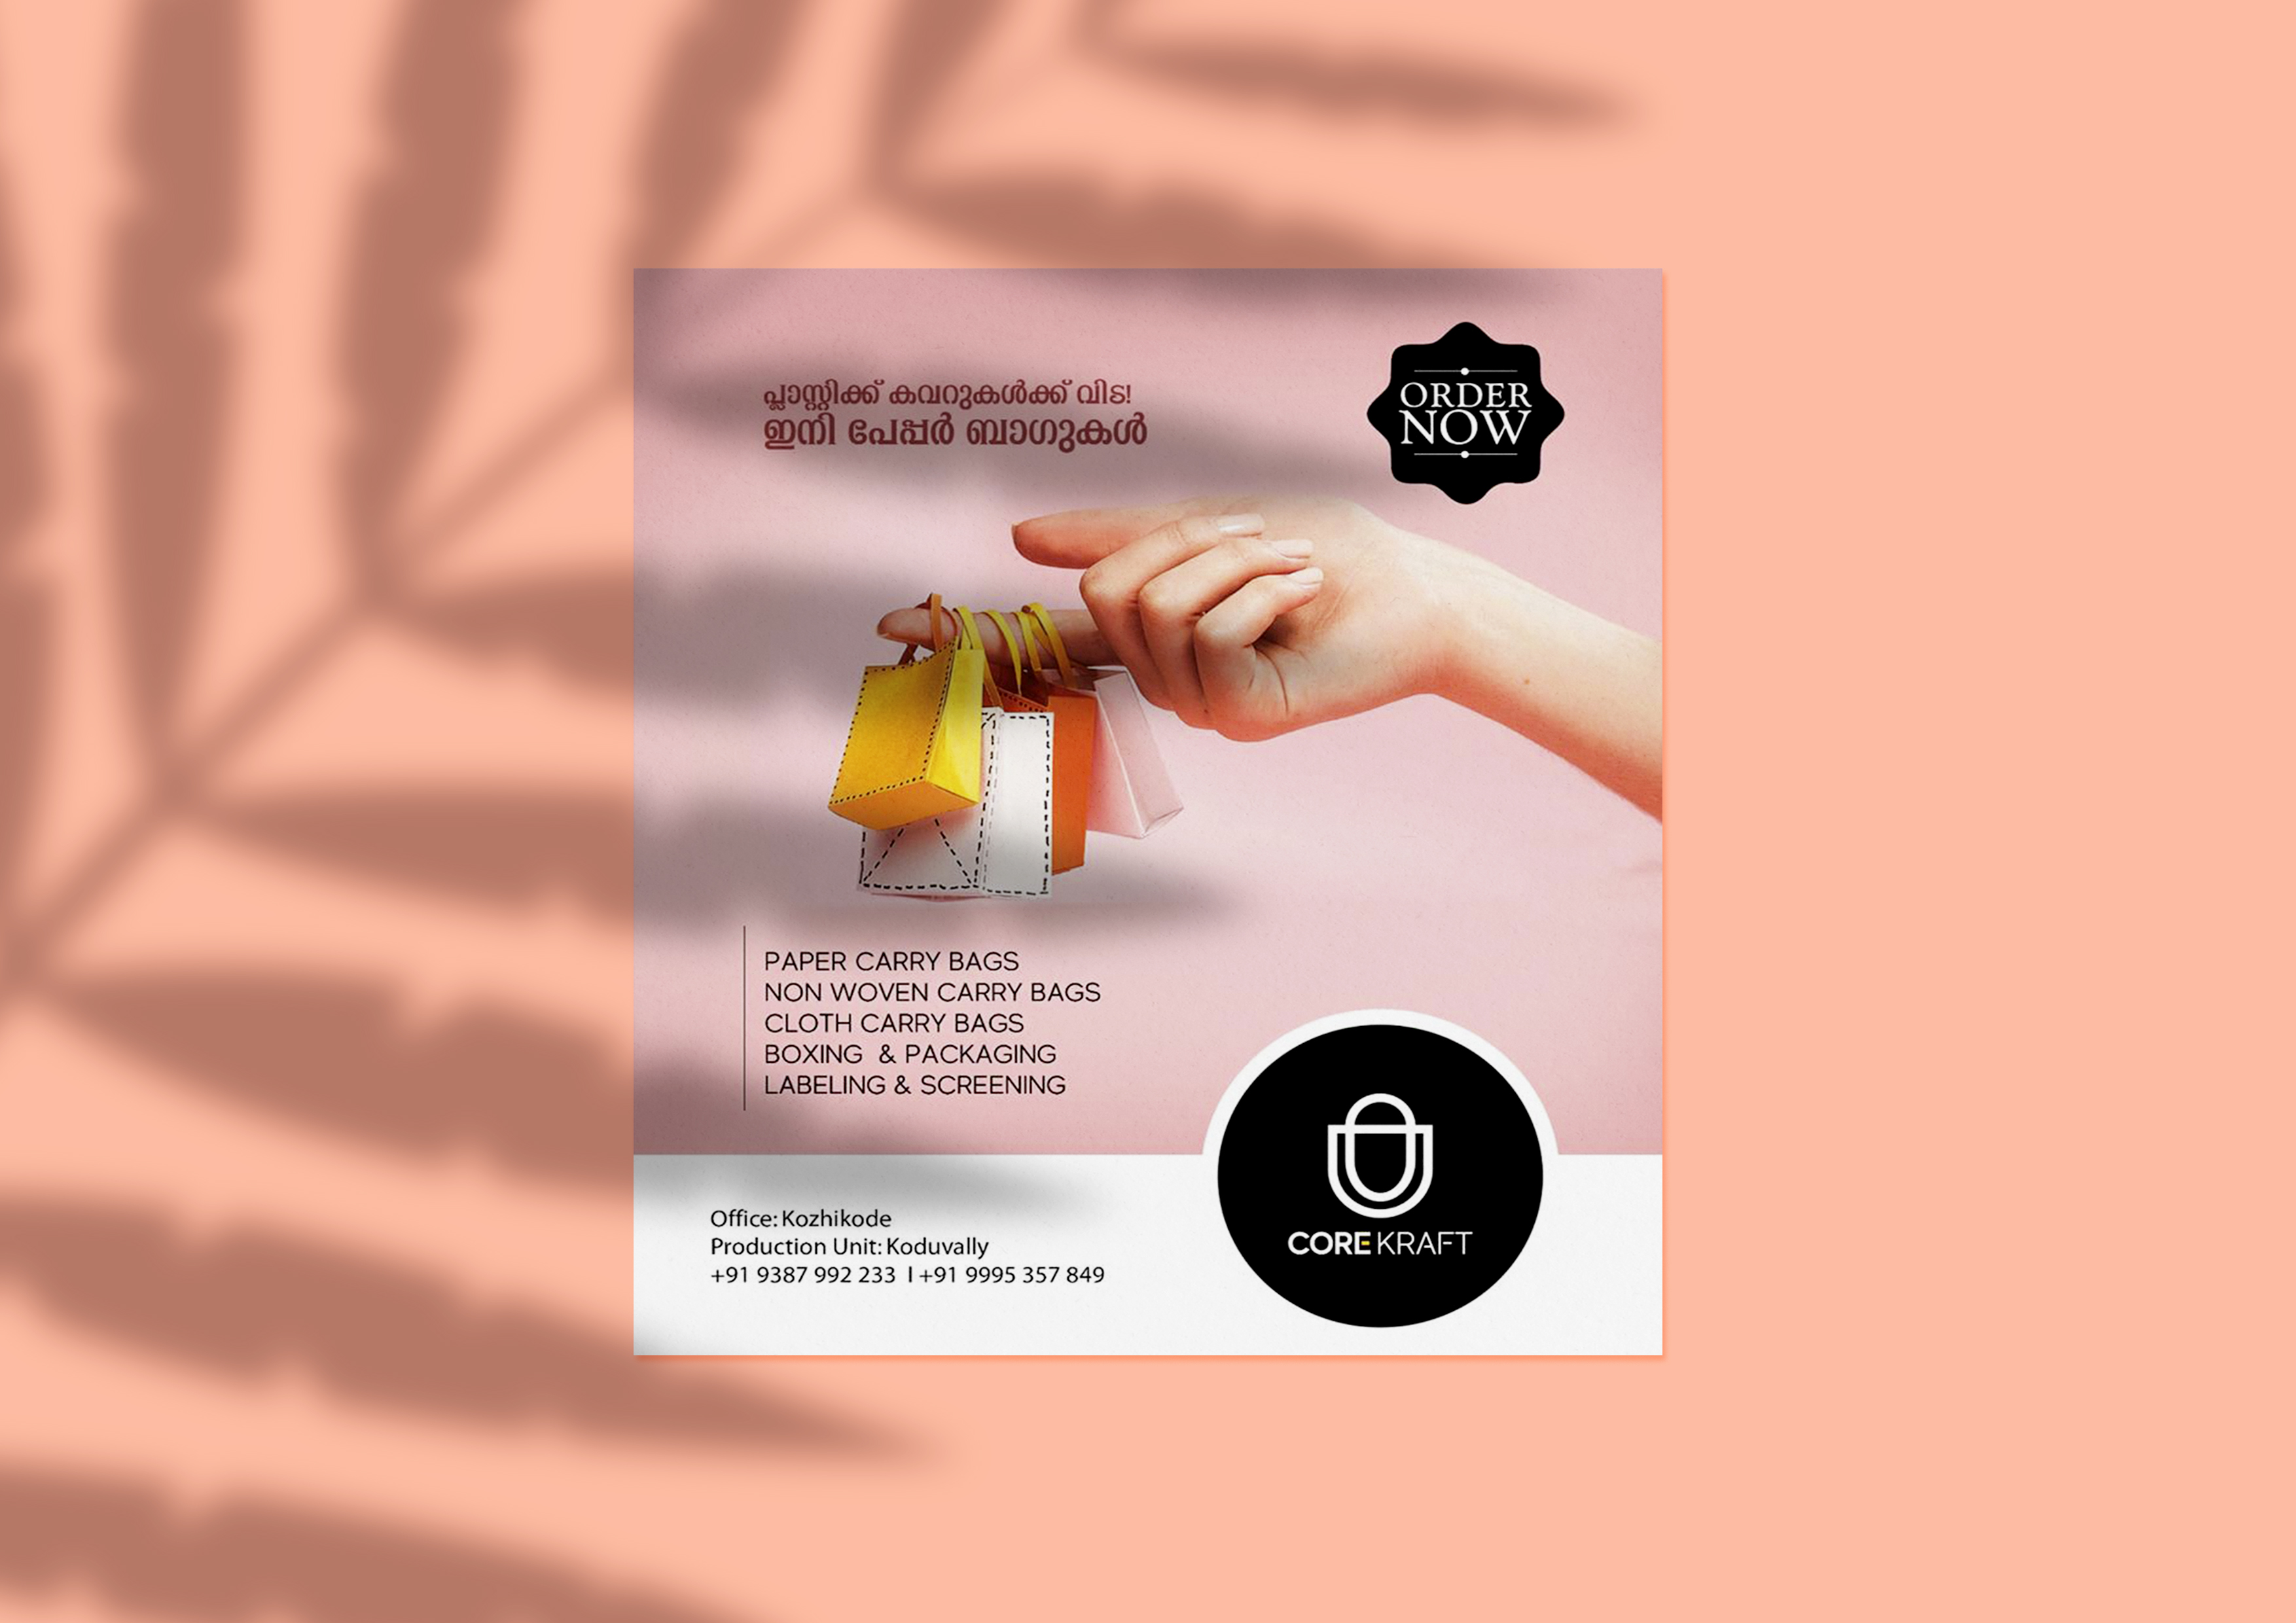 പ്ലാസ്റ്റിക്ക് കവറുകൾക്ക് വിട!
ഇനി പേപ്പർ ബാഗുകൾ
ORDER
NOW
PAPER CARRY BAGS
NON WOVEN CARRY BAGS
CLOTH CARRY BAGS
BOXING & PACKAGING
LABELING & SCREENING
Office: Kozhikode
Production Unit: Koduvally
+91 9387 992 233 | +91 9995 357 849
CORE KRAFT